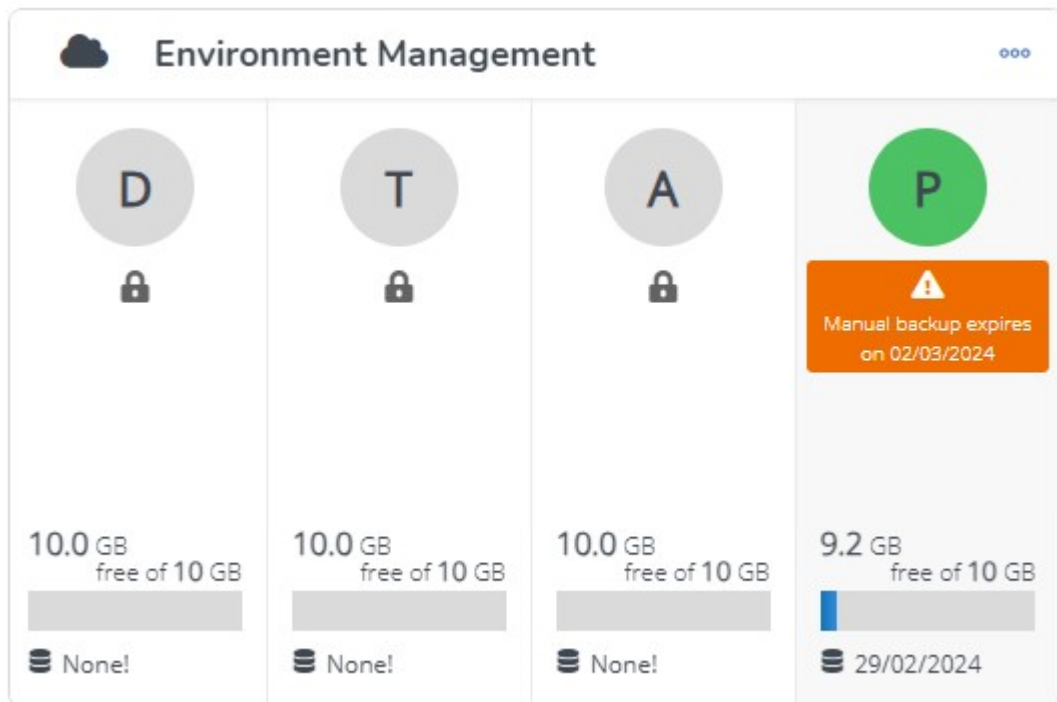 Environment Management
D
T
A
P
Manual backup expires
on 02/03/2024
10.0 GB
free of 10 GB
10.0 GB
free of 10 GB
10.0 GB
free of 10 GB
9.2 GB
free of 10 GB
None!
None!
None!
29/02/2024